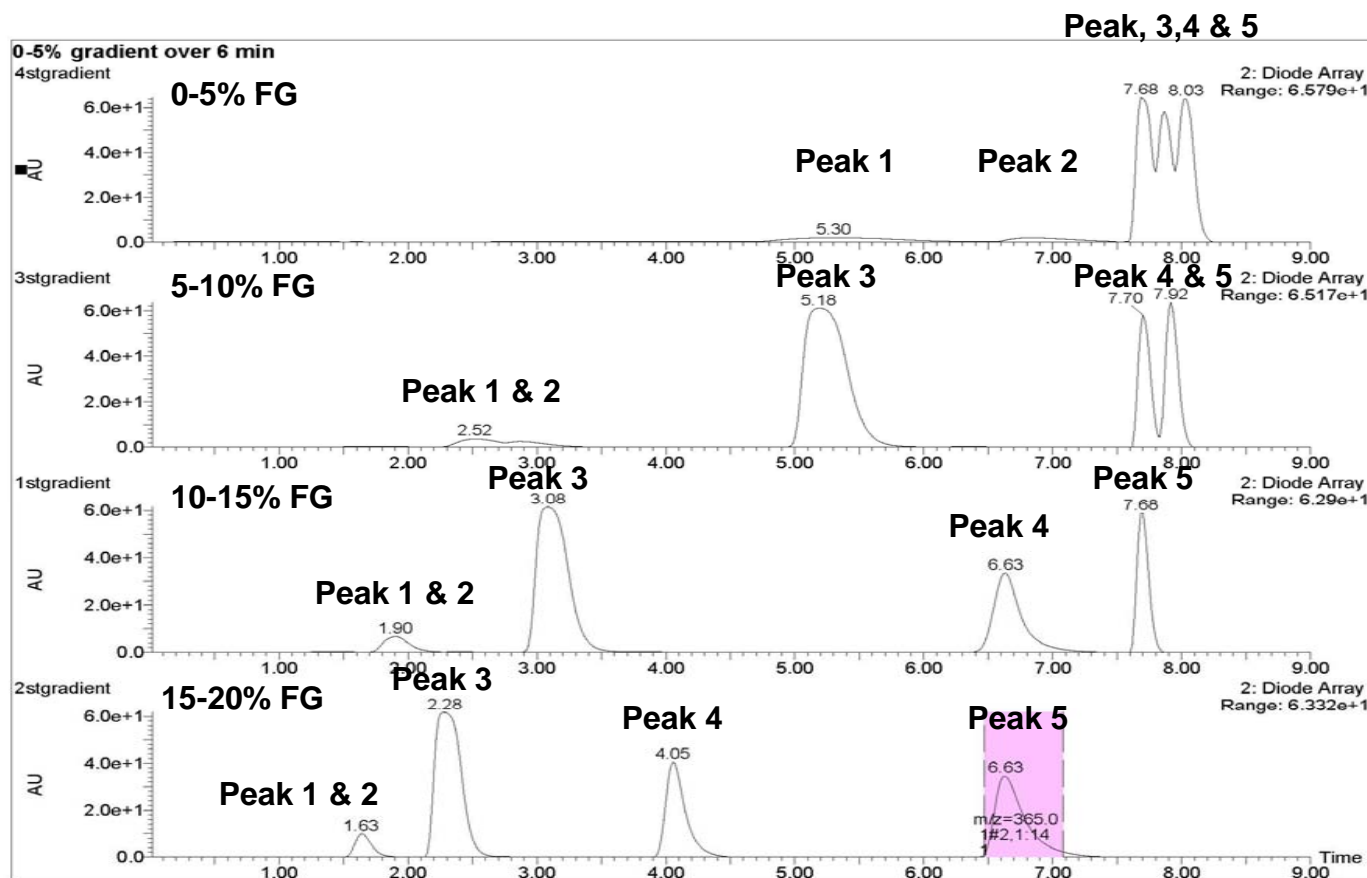 Peak, 3,4 & 5
0-5% gradient over 6 min
4stgradient
0-5% FG
2: Diode Array
Range: 6.579e+1
7.68 8.03
6.0e+1
4.0e+1
2.0e+1
0.0
AU
Peak 1
Peak 2
5.30
1.00 2.00 3.00 4.00 5.00 6.00 7.00 8.00 9.00
3stgradient
5-10% FG
Peak 3
Peak 4 & 5
2: Diode Array
Range: 6.517e+1
5.18
7.70 7.92
6.0e+1
4.0e+1
2.0e+1
0.0
AU
Peak 1 & 2
2.52
1.00 2.00 3.00 4.00 5.00 6.00 7.00 8.00 9.00
1stgradient
10-15% FG
Peak 3
Peak 5
2: Diode Array
Range: 6.29e+1
3.08
7.68
6.0e+1
4.0e+1
2.0e+1
0.0
AU
Peak 4
6.63
Peak 1 & 2
1.90
1.00 2.00 3.00 4.00 5.00 6.00 7.00 8.00 9.00
2stgradient
15-20% FG
Peak 3
2: Diode Array
Range: 6.332e+1
2.28
6.0e+1
4.0e+1
2.0e+1
0.0
AU
Peak 4
4.05
Peak 5
6.63
m/z=365.0
1#2,1:14
1
Peak 1 & 2
1.63
Time
1.00 2.00 3.00 4.00 5.00 6.00 7.00 8.00 9.00